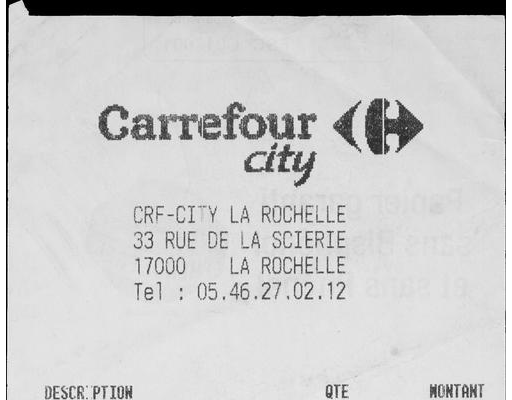 Carrefour
city
CRF-CITY LA ROCHELLE
33 RUE DE LA SCIERIE
17000 LA ROCHELLE
Tel : 05.46.27.02.12
DESCRIPTION QTE MONTANT